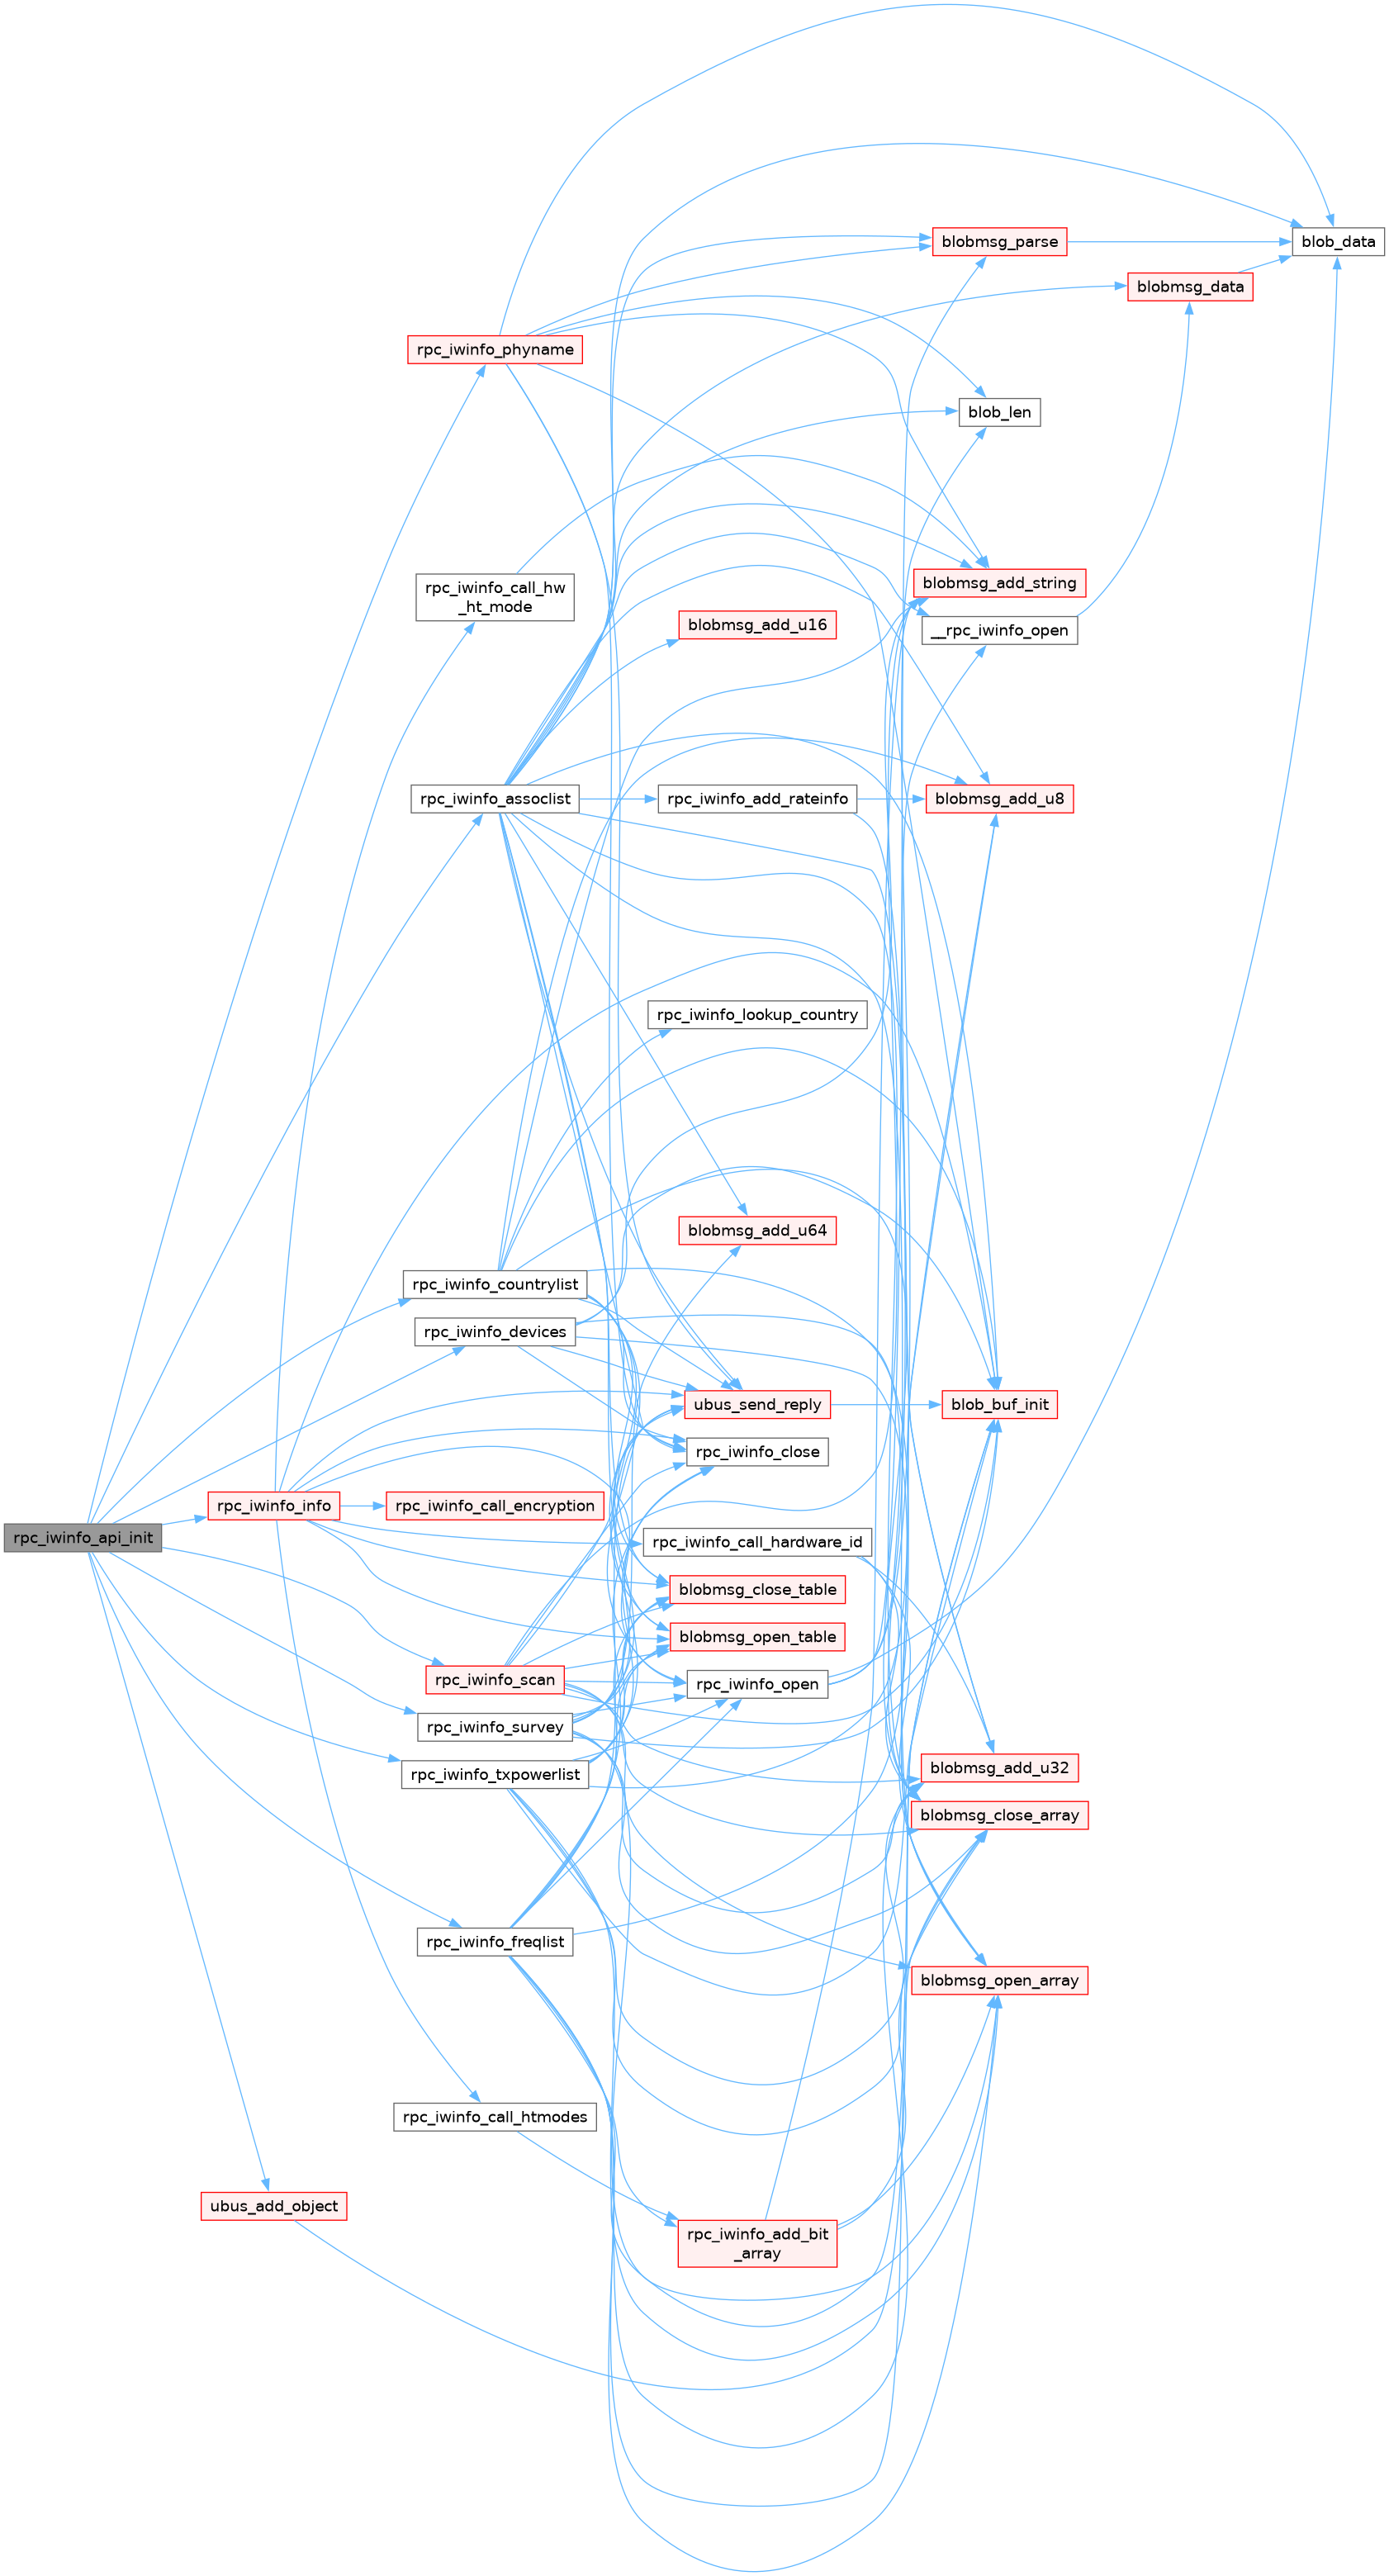 blob_data
blobmsg_parse
blobmsg_data
rpc_iwinfo_phyname
blob_len
blobmsg_add_string
rpc_iwinfo_call_hw
_ht_mode
__rpc_iwinfo_open
blobmsg_add_u16
rpc_iwinfo_assoclist
rpc_iwinfo_add_rateinfo
blobmsg_add_u8
rpc_iwinfo_lookup_country
blobmsg_add_u64
rpc_iwinfo_countrylist
rpc_iwinfo_devices
ubus_send_reply
blob_buf_init
rpc_iwinfo_close
rpc_iwinfo_info
rpc_iwinfo_call_encryption
rpc_iwinfo_api_init
rpc_iwinfo_call_hardware_id
blobmsg_close_table
blobmsg_open_table
rpc_iwinfo_scan
rpc_iwinfo_open
rpc_iwinfo_survey
blobmsg_add_u32
rpc_iwinfo_txpowerlist
blobmsg_close_array
rpc_iwinfo_freqlist
blobmsg_open_array
rpc_iwinfo_call_htmodes
ubus_add_object
rpc_iwinfo_add_bit
_array